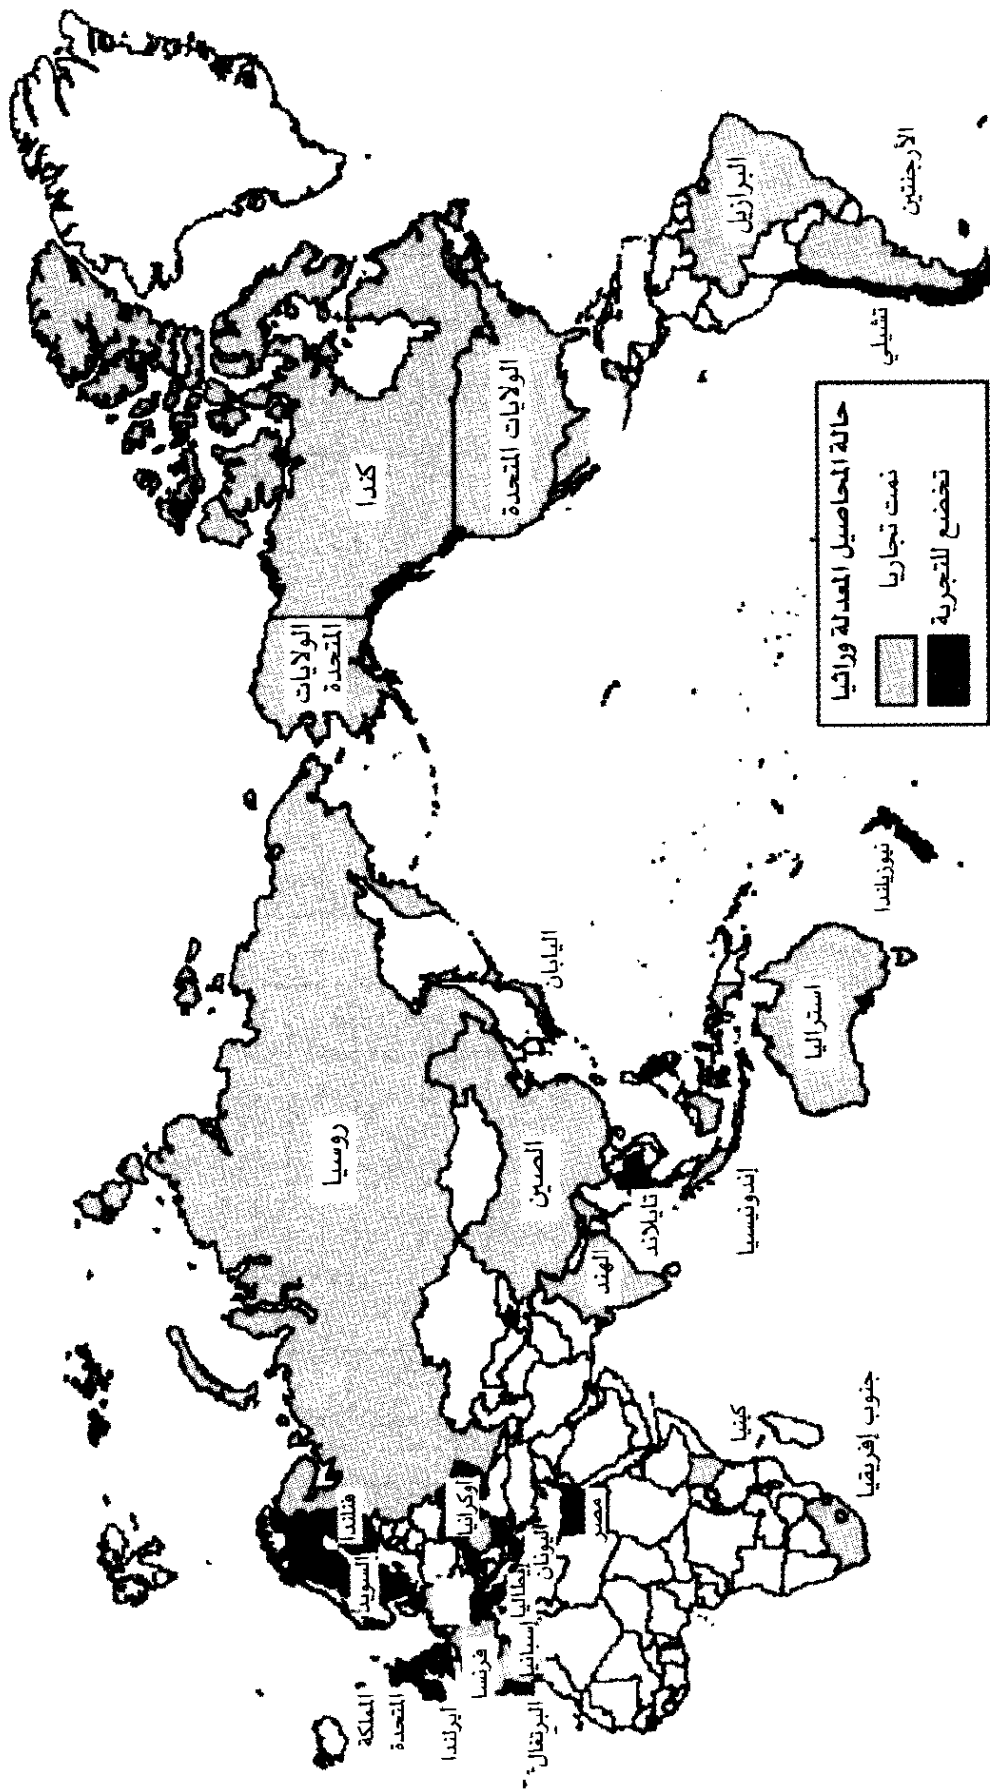 الولايات
المتحدة
كندا
الولايات المتحدة
البرازيل
الأرجنتين
تشيلي
حالة المحاصيل المعدلة وراثيا
نمت تجاريا
تخضع للتجربة
روسيا
الصين
اليابان
الهند
تايلاند
إندونيسيا
استراليا
نيوزيلندا
فنلندا
السويد
أوكرانيا
المملكة
المتحدة
ايرلندا
فرنسا
اسبانيا
إيطاليا
اليونان
البرتغال
مصر
كينيا
جنوب إفريقيا